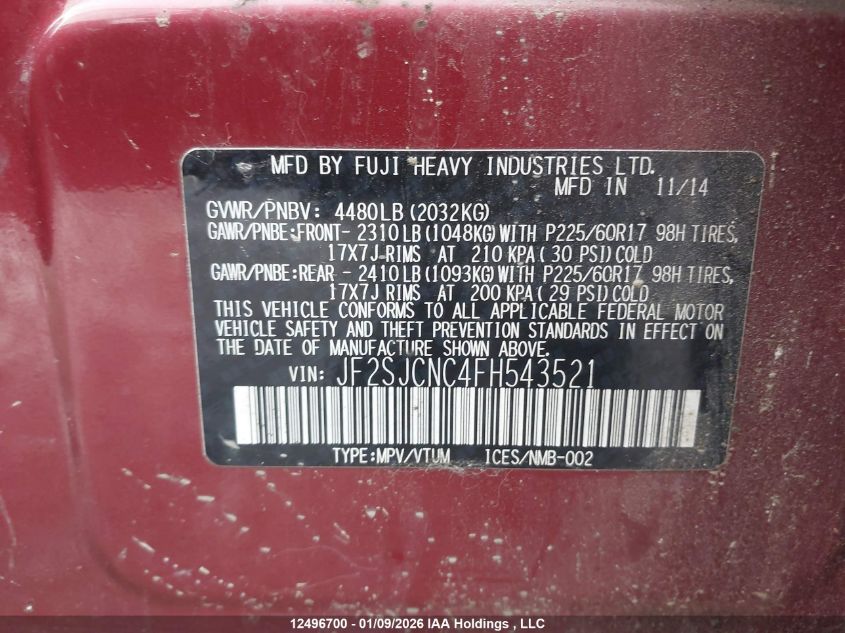 MFD BY FUJI HEAVY INDUSTRIES LTD.
MFD IN 11/14
GVWR/PNBV: 4480LB(2032KG)
GAWR/PNBE:FRONT- 2310LB(1048KG)WITH P225/60R17 98H TIRES,
17X7J RIMS AT 210 KPA( 30 PSI)COLD
GAWR/PNBE:REAR - 2410LB(1093KG)WITH P225/60R17 98H TIRES,
17X7J RIMS AT 200 KPA( 29 PSI)COLD
THIS VEHICLE CONFORMS TO ALL APPLICABLE FEDERAL MOTOR
VEHICLE SAFETY AND THEFT PREVENTION STANDARDS IN EFFECT ON
THE DATE OF MANUFACTURE SHOWN ABOVE.
VIN: JF2SJCNC4FH543521
TYPE:MPV/VTUM ICES/NMB-002
12496700 - 01/09/2026 IAA Holdings , LLC